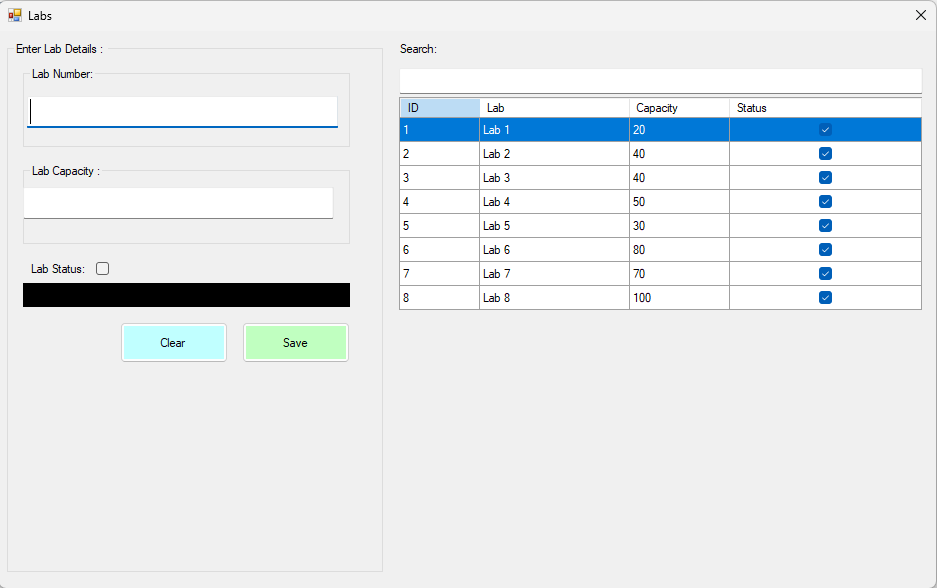 Labs
Enter Lab Details :
Lab Number:
Lab Capacity :
Lab Status:
Clear
Save
Search:
ID Lab Capacity Status
1 Lab 1 20
2 Lab 2 40
3 Lab 3 40
4 Lab 4 50
5 Lab 5 30
6 Lab 6 80
7 Lab 7 70
8 Lab 8 100